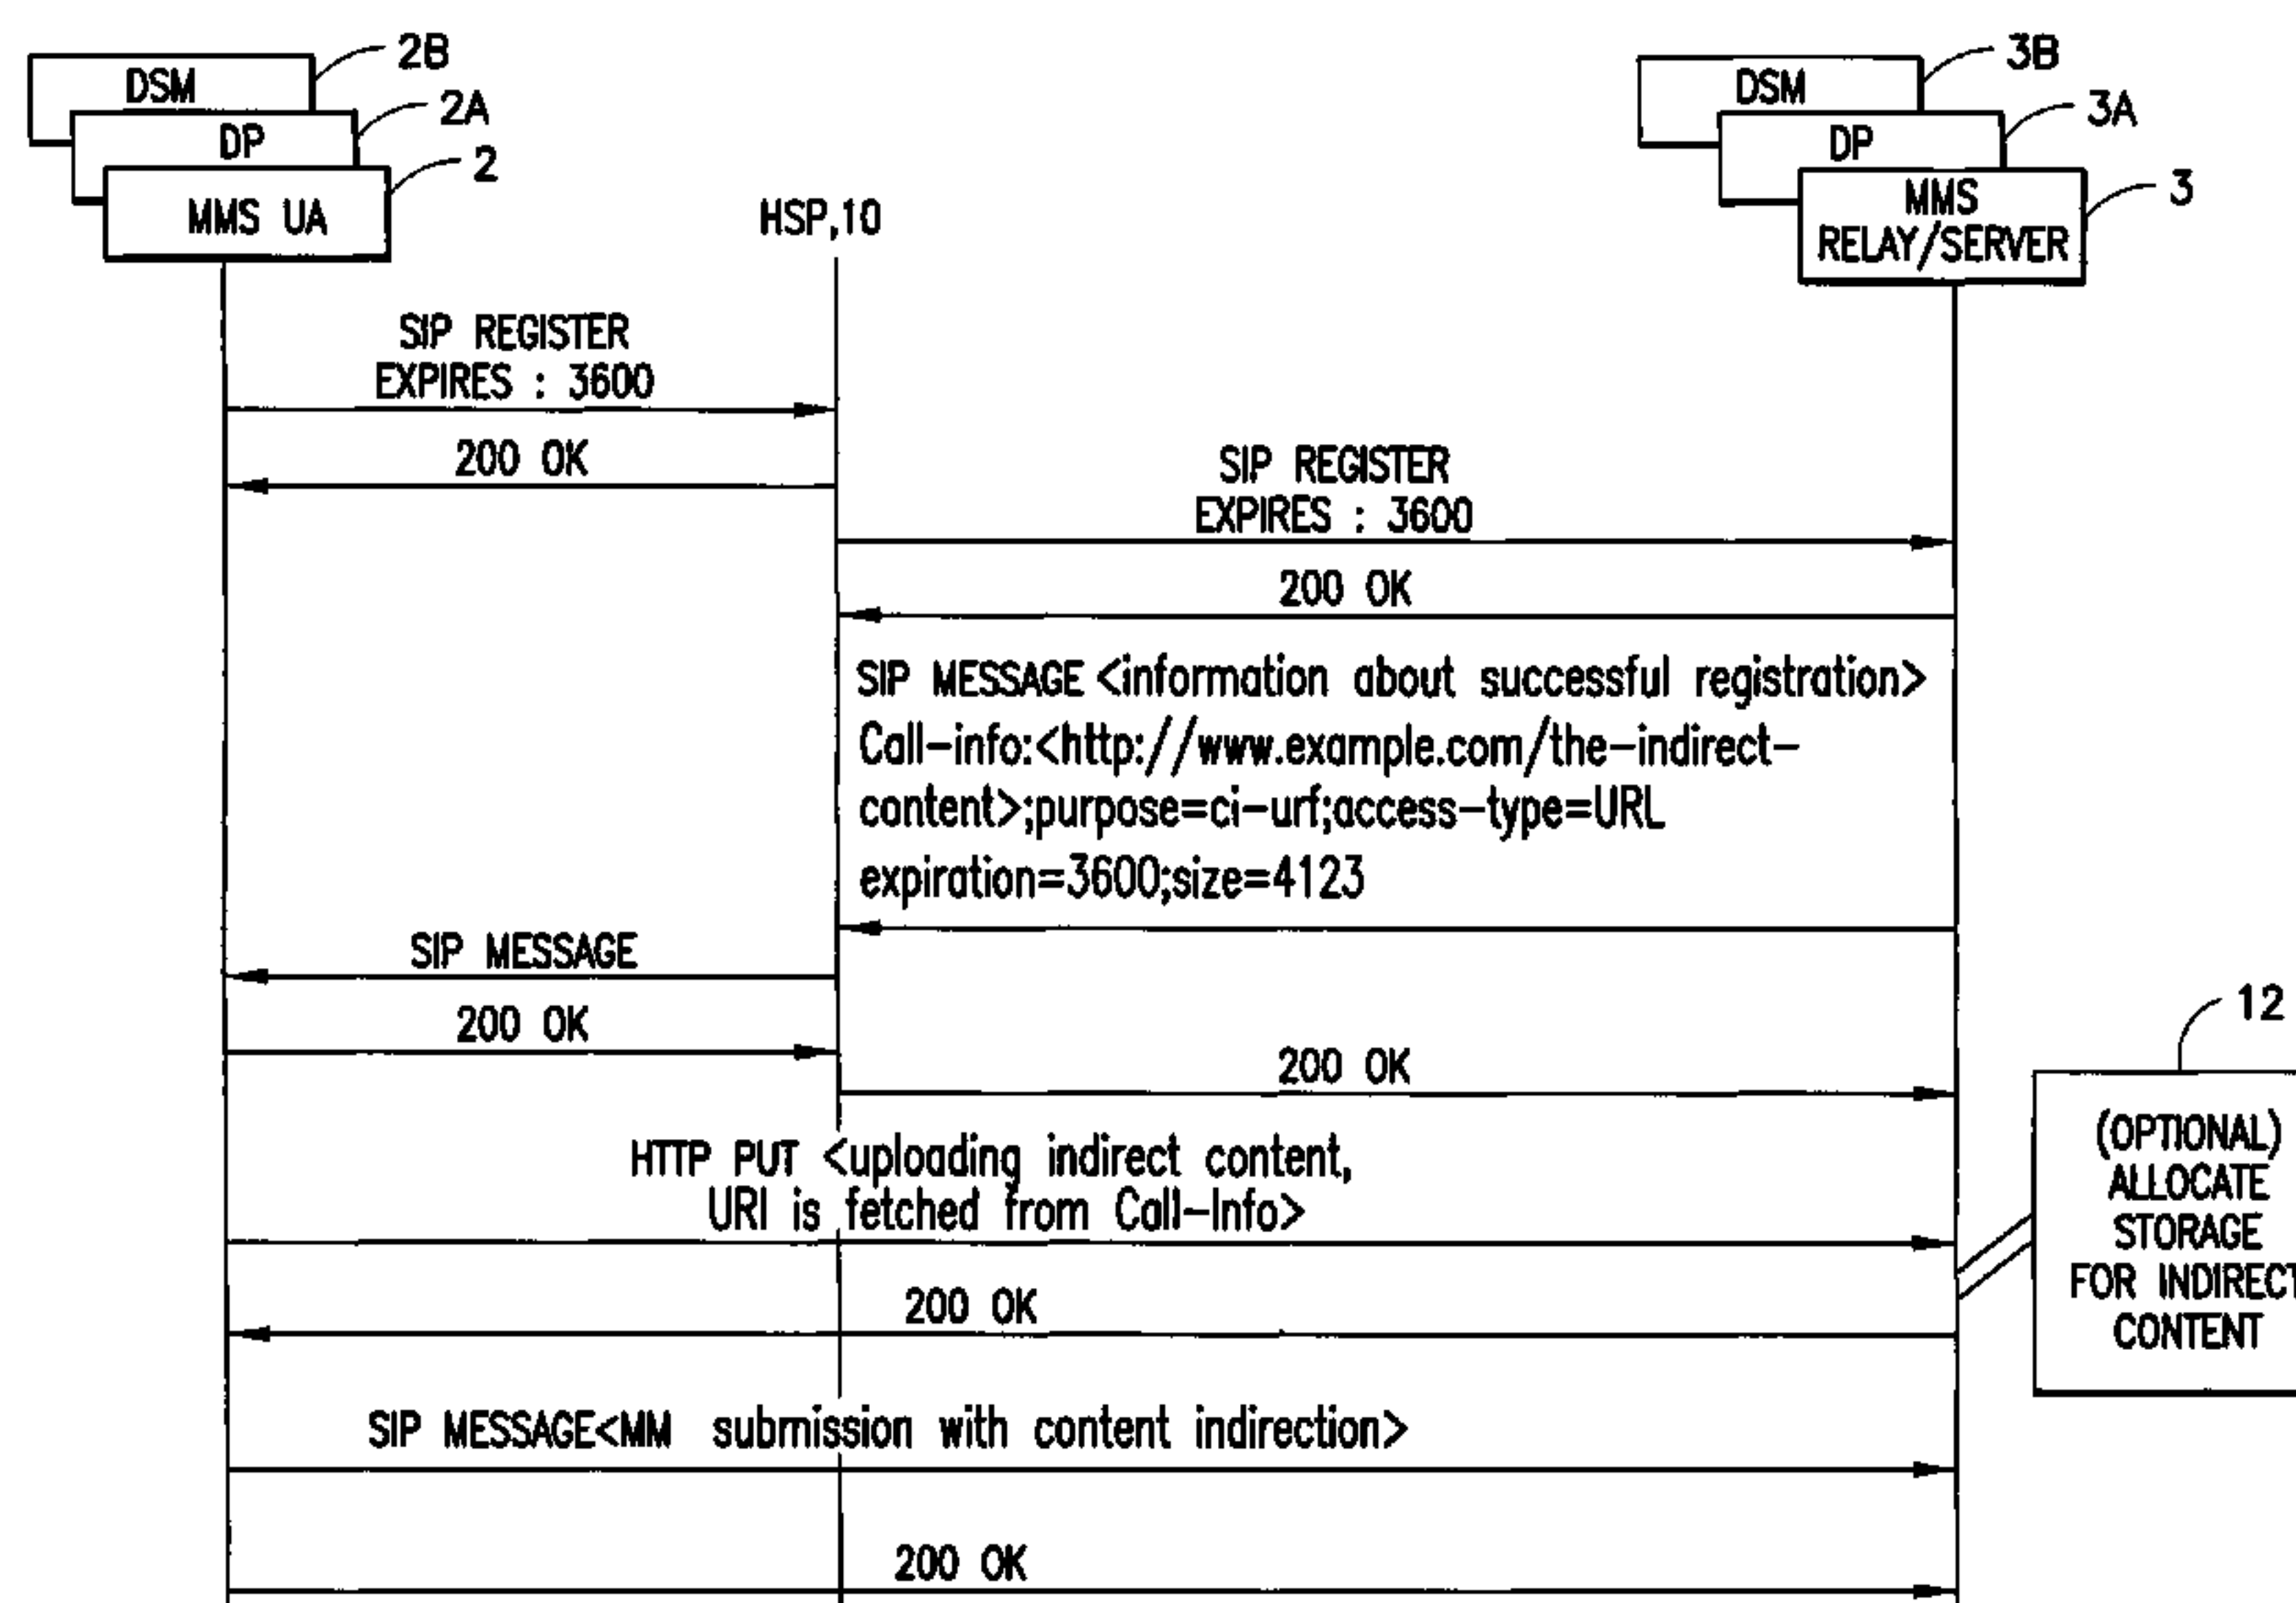 DSM
2B
DP
2A
MMS UA
2
HSP,10
DSM
3B
DP
3A
MMS
RELAY/SERVER
3
SIP REGISTER
EXPIRES : 3600
200 OK
SIP REGISTER
EXPIRES : 3600
200 OK
SIP MESSAGE <information about successful registration>
Call-info:<http://www.example.com/the-indirect-
content>;purpose=ci-urf;access-type=URL
expiration=3600;size=4123
SIP MESSAGE
200 OK
200 OK
12
(OPTIONAL)
ALLOCATE
STORAGE
FOR INDIRECT
CONTENT
HTTP PUT <uploading indirect content,
URI is fetched from Call-Info>
200 OK
SIP MESSAGE<MM submission with content indirection>
200 OK